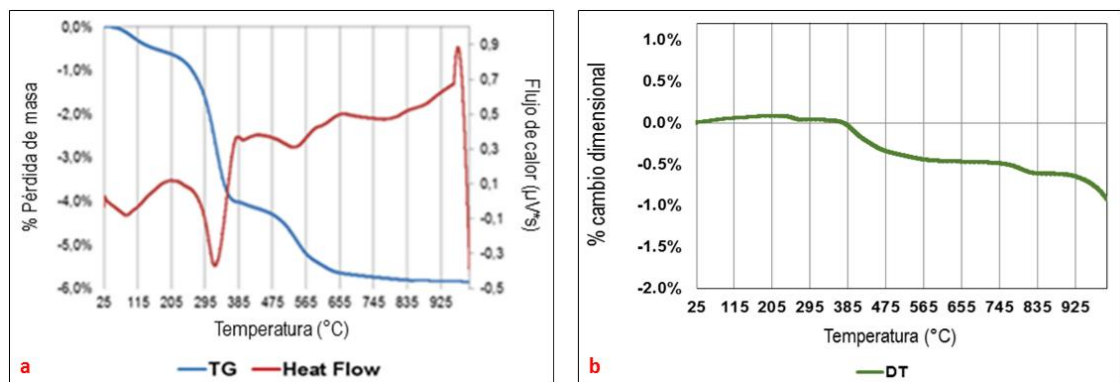 0,0%
-1,0%
-2,0%
-3,0%
-4,0%
-5,0%
-6,0%
% Pérdida de masa
0,9
0,7
0,5
0,3
0,1
-0,1
-0,3
-0,5
Flujo de calor (µV*s)
25 115 205 295 385 475 565 655 745 835 925
Temperatura (°C)
TG Heat Flow
a
b
1.0%
0.5%
0.0%
-0.5%
-1.0%
-1.5%
-2.0%
% cambio dimensional
25 115 205 295 385 475 565 655 745 835 925
Temperatura (°C)
DT